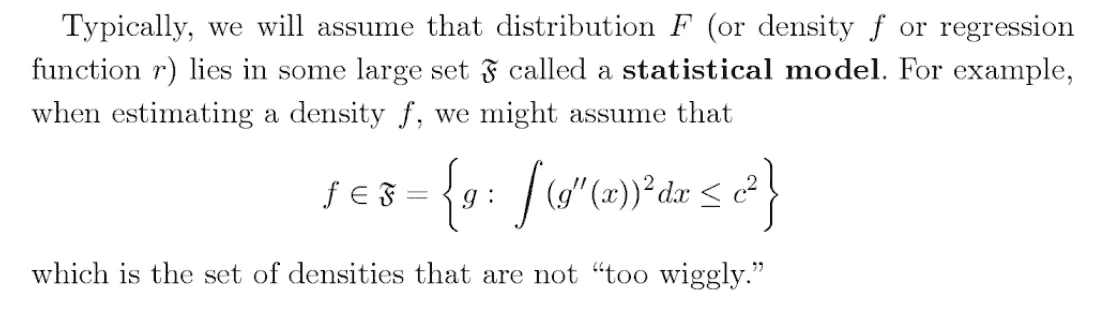 Typically, we will assume that distribution F (or density f or regression
function r) lies in some large set 𝔉 called a statistical model. For example,
when estimating a density f, we might assume that
f ∈ 𝔉 = { g : ∫ (g″(x))² dx ≤ c² }
which is the set of densities that are not “too wiggly.”